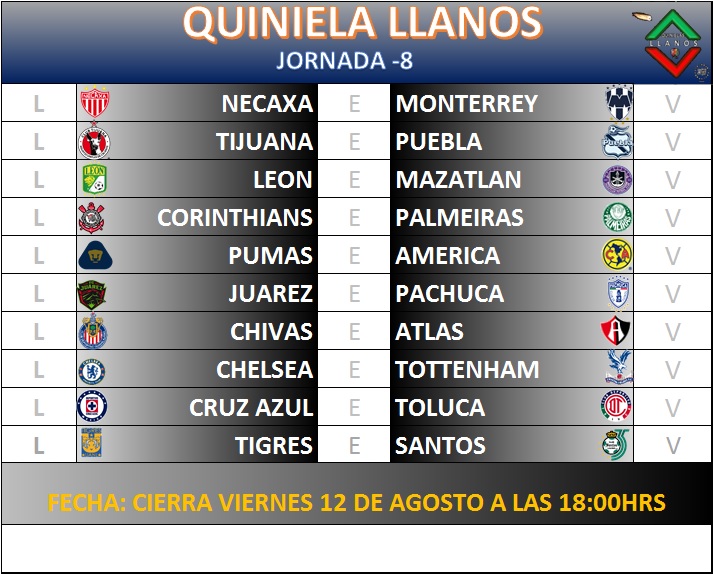 QUINIELA LLANOS
JORNADA -8
LLANOS
L NECAXA E MONTERREY V
L TIJUANA E PUEBLA V
L LEON E MAZATLAN V
L CORINTHIANS E PALMEIRAS V
L PUMAS E AMERICA V
L JUAREZ E PACHUCA V
L CHIVAS E ATLAS V
L CHELSEA E TOTTENHAM V
L CRUZ AZUL E TOLUCA V
L TIGRES E SANTOS V
FECHA: CIERRA VIERNES 12 DE AGOSTO A LAS 18:00HRS